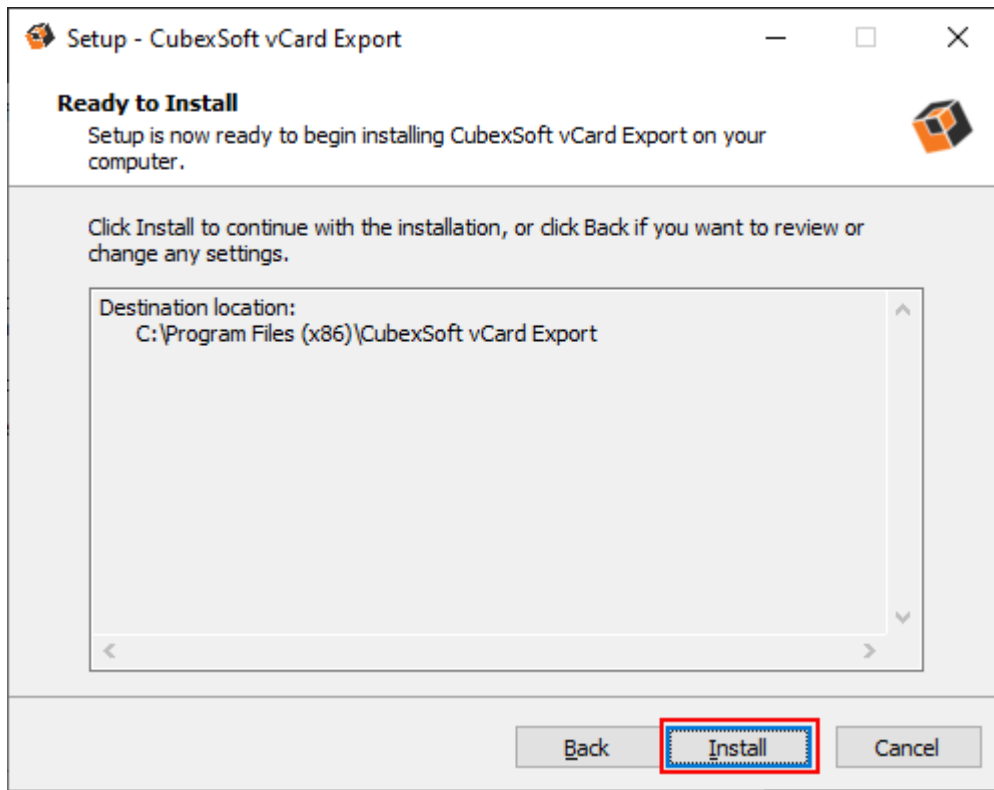 Setup - CubexSoft vCard Export
Ready to Install
Setup is now ready to begin installing CubexSoft vCard Export on your
computer.
Click Install to continue with the installation, or click Back if you want to review or
change any settings.
Destination location:
C:\Program Files (x86)\CubexSoft vCard Export
Back
Install
Cancel